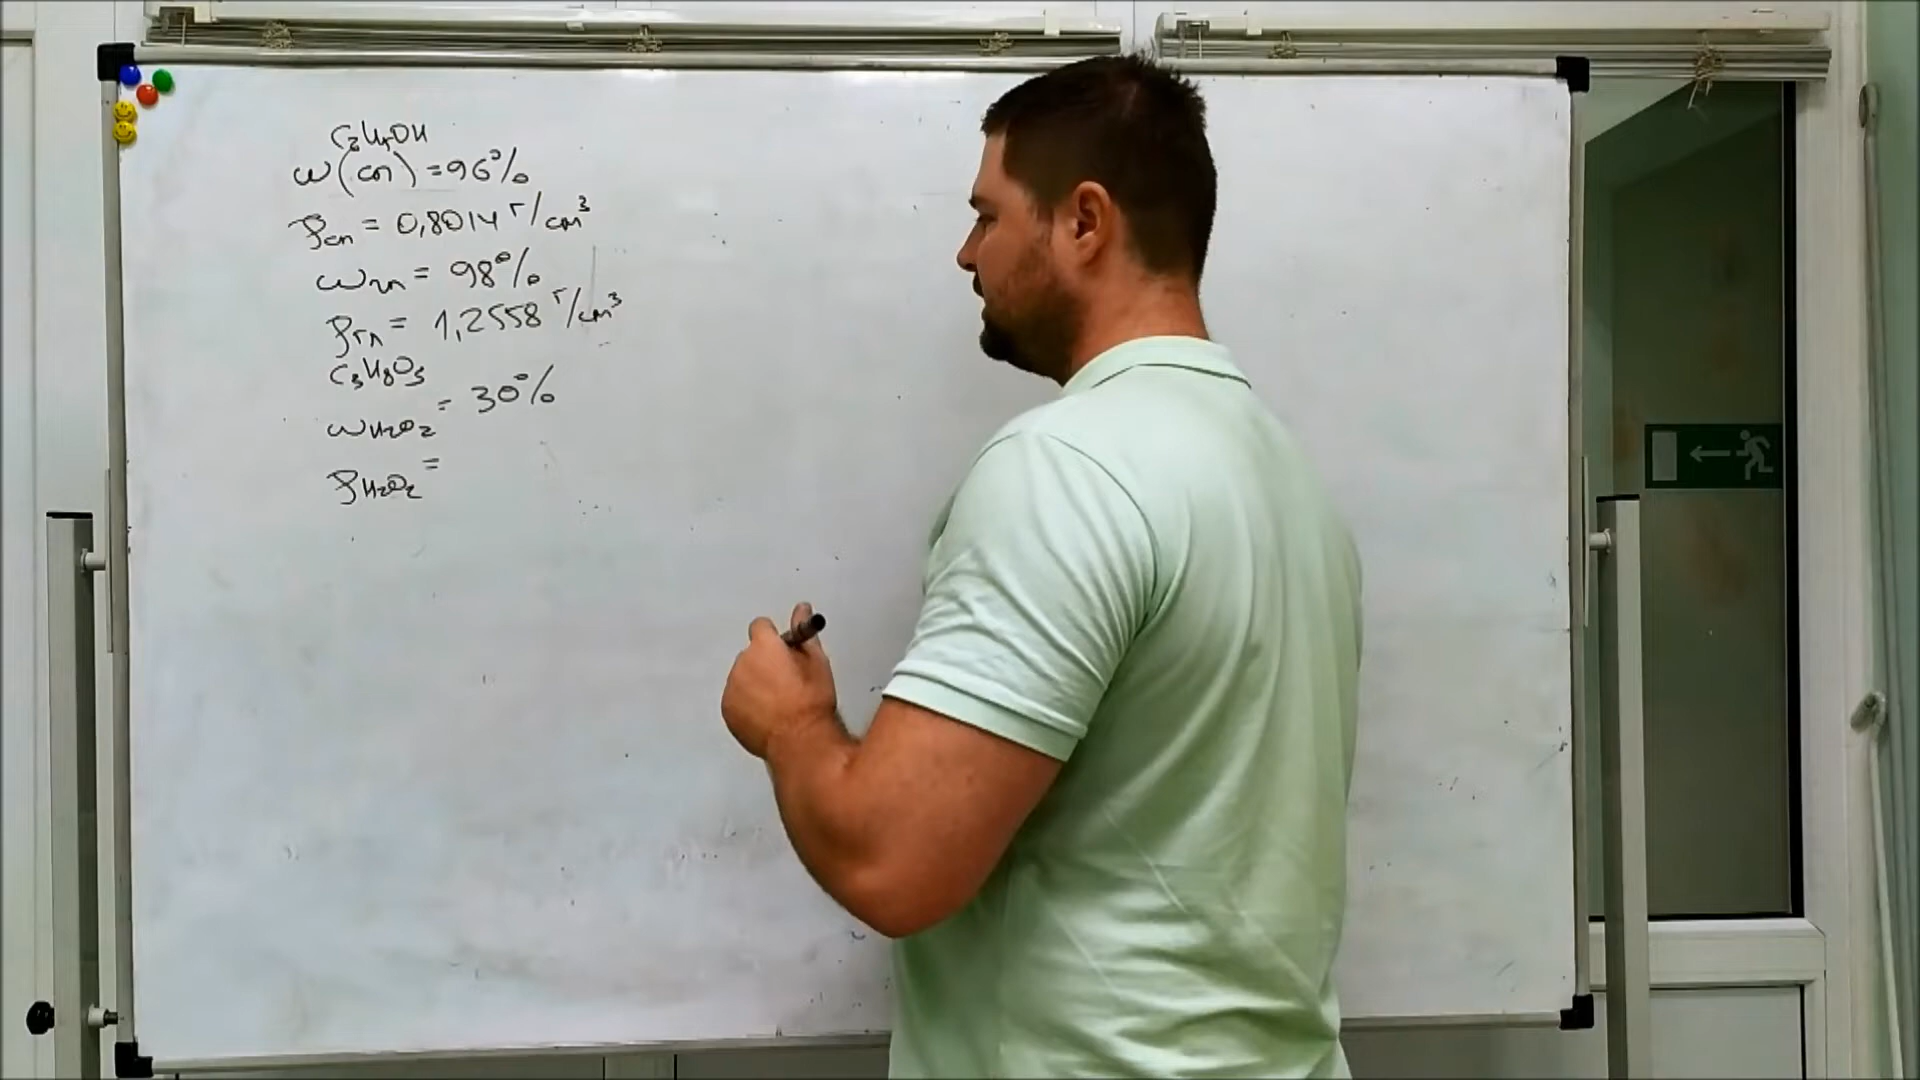 C₂H₅OH
ω(сп) = 96%
ρсп = 0,8014 г/см³
ωгл = 98%
ρгл = 1,2558 г/см³
C₃H₈O₃
ωH₂O₂ = 30%
ρH₂O₂ =